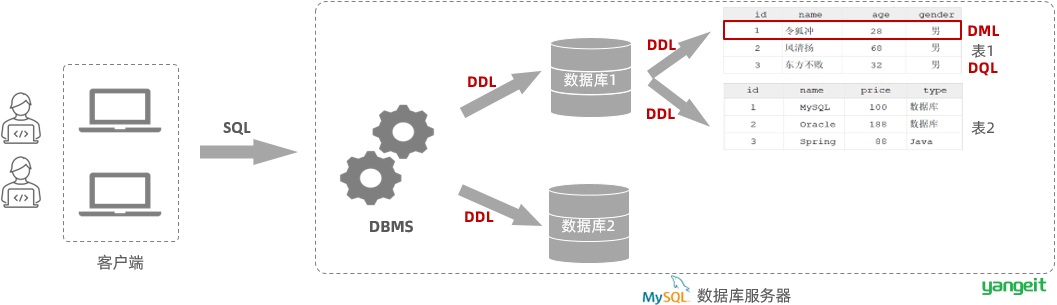 id name age gender
1 令狐冲 28 男
2 风清扬 68 男
3 东方不败 32 男
DML
表1
DQL
DDL
DDL
id name price type
1 MySQL 100 数据库
2 Oracle 188 数据库
3 Spring 88 Java
表2
数据库1
DDL
SQL
</>
</>
DBMS
DDL
数据库2
客户端
MySQL 数据库服务器
yangeit